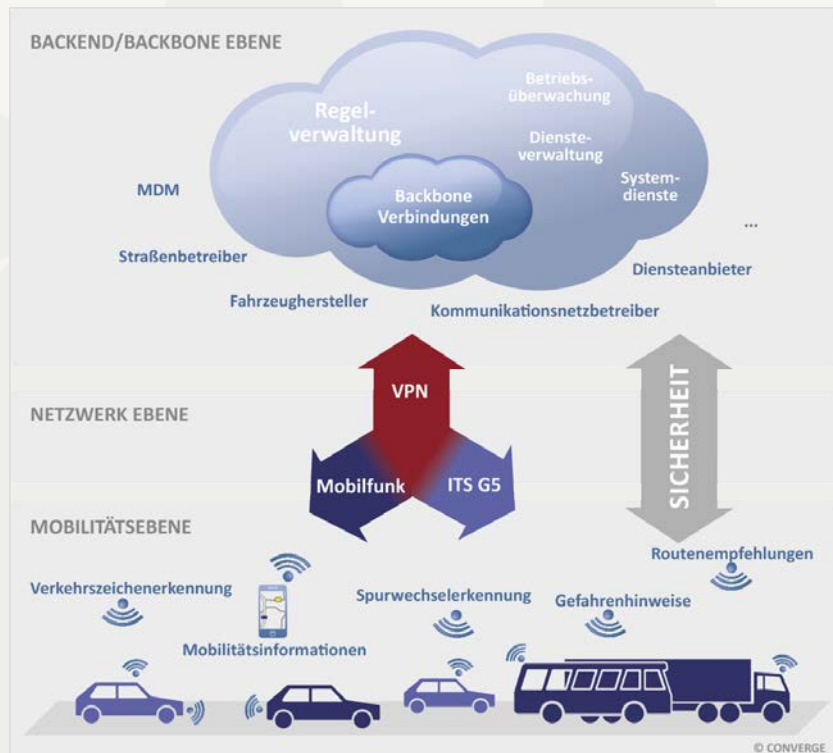 BACKEND/BACKBONE EBENE
Betriebs-
überwachung
Regel-
verwaltung
Dienste-
verwaltung
System-
dienste
Backbone
Verbindungen
MDM
...
Straßenbetreiber
Diensteanbieter
Fahrzeughersteller
Kommunikationsnetzbetreiber
VPN
SICHERHEIT
NETZWERK EBENE
Mobilfunk
ITS G5
MOBILITÄTSEBENE
Routenempfehlungen
Verkehrszeichenerkennung
Spurwechselerkennung
Gefahrenhinweise
Mobilitätsinformationen
© CONVERGE